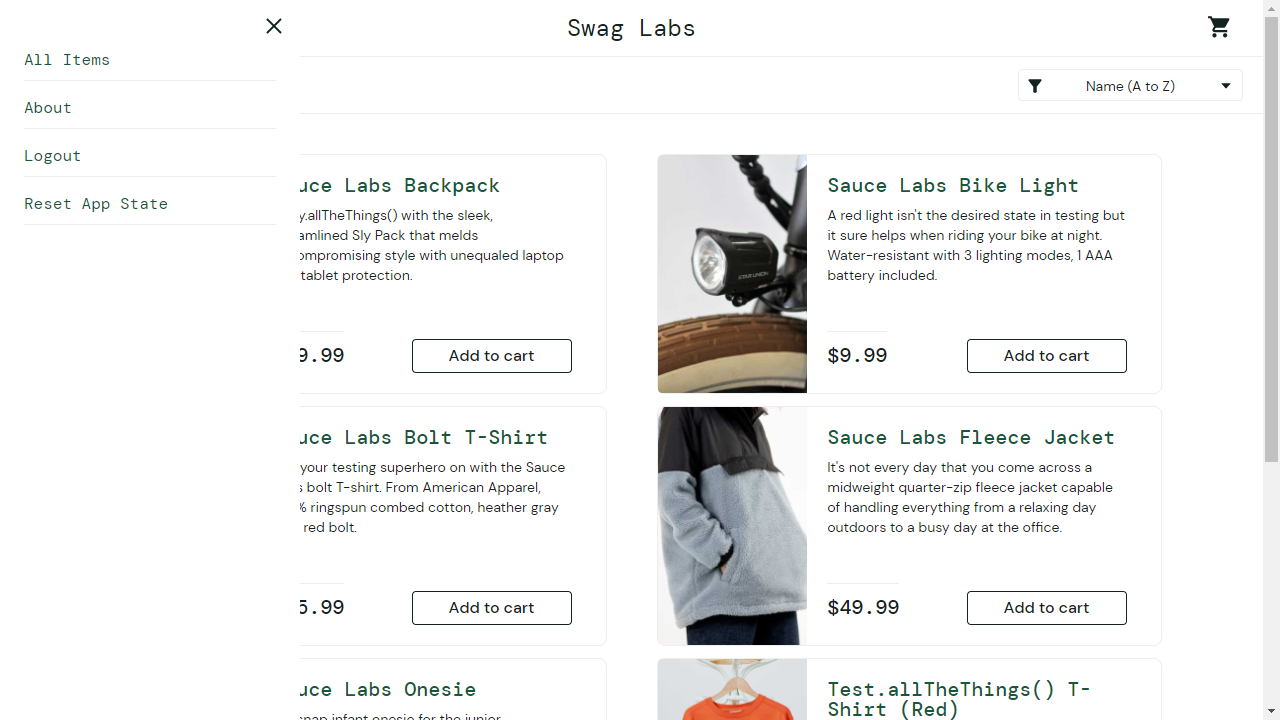 Swag Labs
All Items
About
Logout
Reset App State
Name (A to Z)
uce Labs Backpack
y.allTheThings() with the sleek,
amlined Sly Pack that melds
ompromising style with unequaled laptop
tablet protection.
9.99
Add to cart
Sauce Labs Bike Light
A red light isn't the desired state in testing but
it sure helps when riding your bike at night.
Water-resistant with 3 lighting modes, 1 AAA
battery included.
$9.99
Add to cart
uce Labs Bolt T-Shirt
your testing superhero on with the Sauce
s bolt T-shirt. From American Apparel,
% ringspun combed cotton, heather gray
red bolt.
5.99
Add to cart
Sauce Labs Fleece Jacket
It's not every day that you come across a
midweight quarter-zip fleece jacket capable
of handling everything from a relaxing day
outdoors to a busy day at the office.
$49.99
Add to cart
uce Labs Onesie
snap infant onesie for the junior
Test.allTheThings() T-
Shirt (Red)